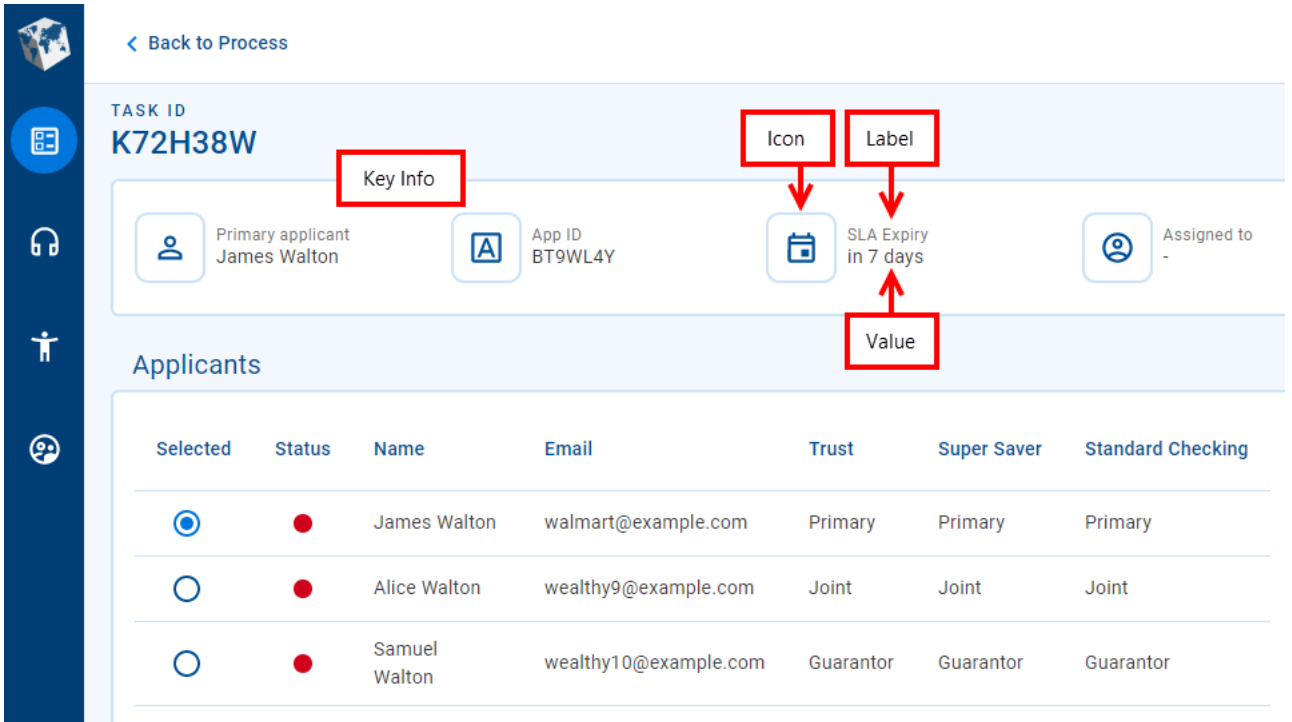 Back to Process
TASK ID
K72H38W
Icon
Label
Key Info
Primary applicant
James Walton
A
App ID
BT9WL4Y
SLA Expiry
in 7 days
Assigned to
-
Value
Applicants
Selected Status Name Email Trust Super Saver Standard Checking
James Walton walmart@example.com Primary Primary Primary
Alice Walton wealthy9@example.com Joint Joint Joint
Samuel
Walton wealthy10@example.com Guarantor Guarantor Guarantor